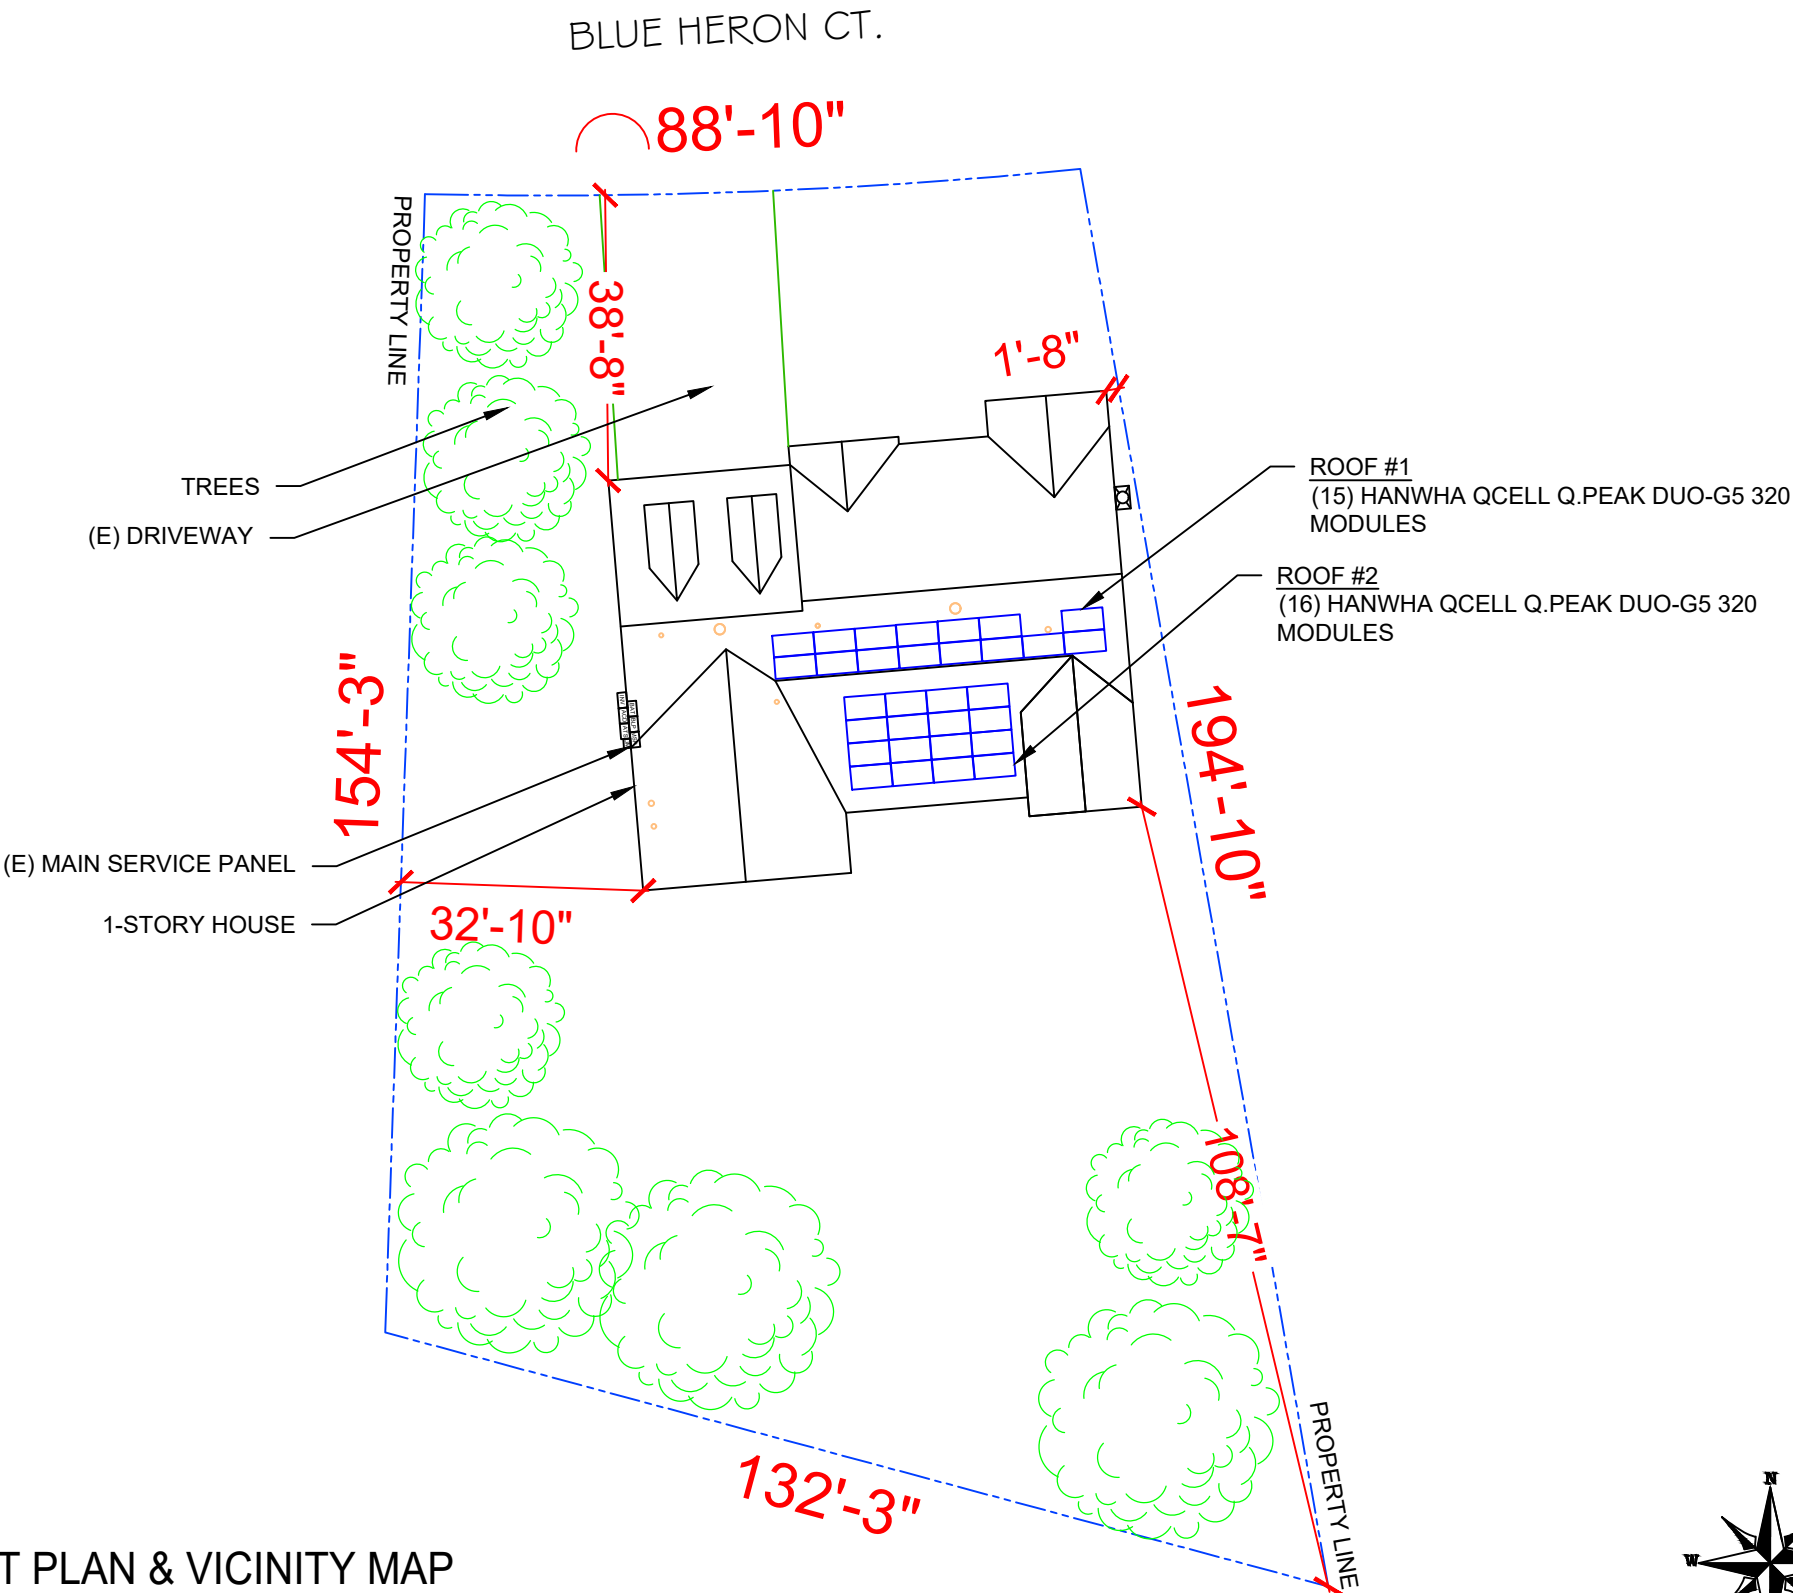 BLUE HERON CT.
88'-10"
PROPERTY LINE
38'-8"
1'-8"
TREES
(E) DRIVEWAY
ROOF #1
(15) HANWHA QCELL Q.PEAK DUO-G5 320
MODULES
ROOF #2
(16) HANWHA QCELL Q.PEAK DUO-G5 320
MODULES
154'-3"
194'-10"
(E) MAIN SERVICE PANEL
32'-10"
1-STORY HOUSE
108'-7"
132'-3"
PROPERTY LINE
T PLAN & VICINITY MAP
N
W